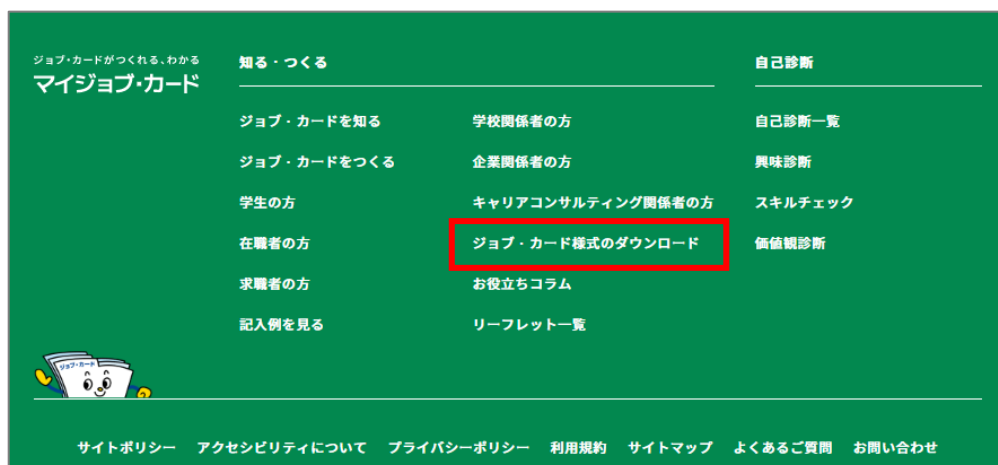 ジョブ・カードがつくれる、わかる
マイジョブ・カード
知る・つくる
ジョブ・カードを知る
ジョブ・カードをつくる
学生の方
在職者の方
求職者の方
記入例を見る
学校関係者の方
企業関係者の方
キャリアコンサルティング関係者の方
ジョブ・カード様式のダウンロード
お役立ちコラム
リーフレット一覧
自己診断
自己診断一覧
興味診断
スキルチェック
価値観診断
ジョブ・カード
サイトポリシー アクセシビリティについて プライバシーポリシー 利用規約 サイトマップ よくあるご質問 お問い合わせ